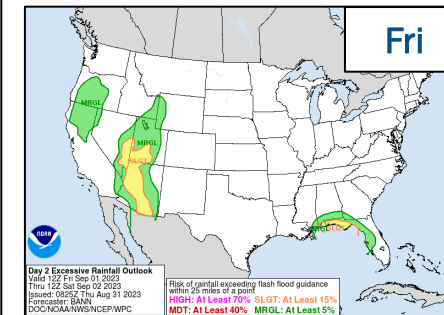 Fri
MRGL
MRGL
SLGT
MRGL
SLGT
NOAA
Day 2 Excessive Rainfall Outlook
Valid 12Z Fri Sep 01 2023
Thru 12Z Sat Sep 02 2023
Issued: 0825Z Thu Aug 31 2023
Forecaster: BANN
DOC/NOAA/NWS/NCEP/WPC
Risk of rainfall exceeding flash flood guidance
within 25 miles of a point
HIGH: At Least 70% SLGT: At Least 15%
MDT: At Least 40% MRGL: At Least 5%